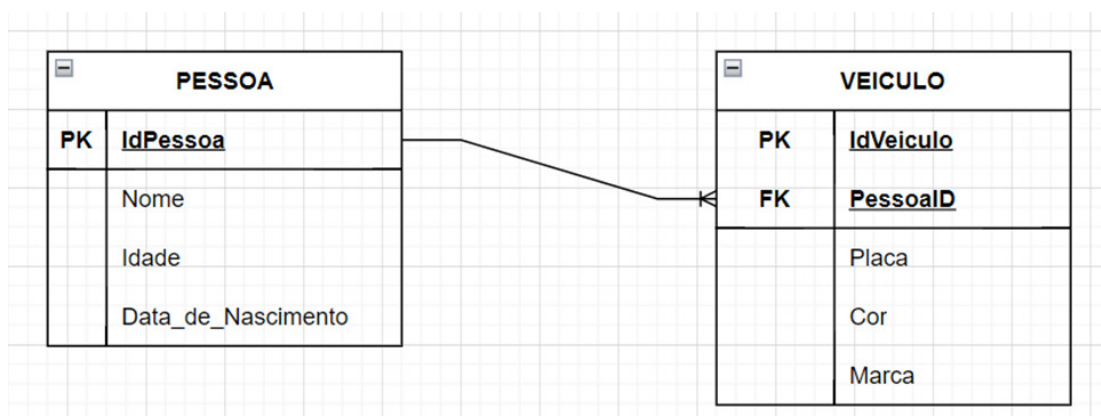 PESSOA
PK IdPessoa
Nome
Idade
Data_de_Nascimento
VEICULO
PK IdVeiculo
FK PessoaID
Placa
Cor
Marca